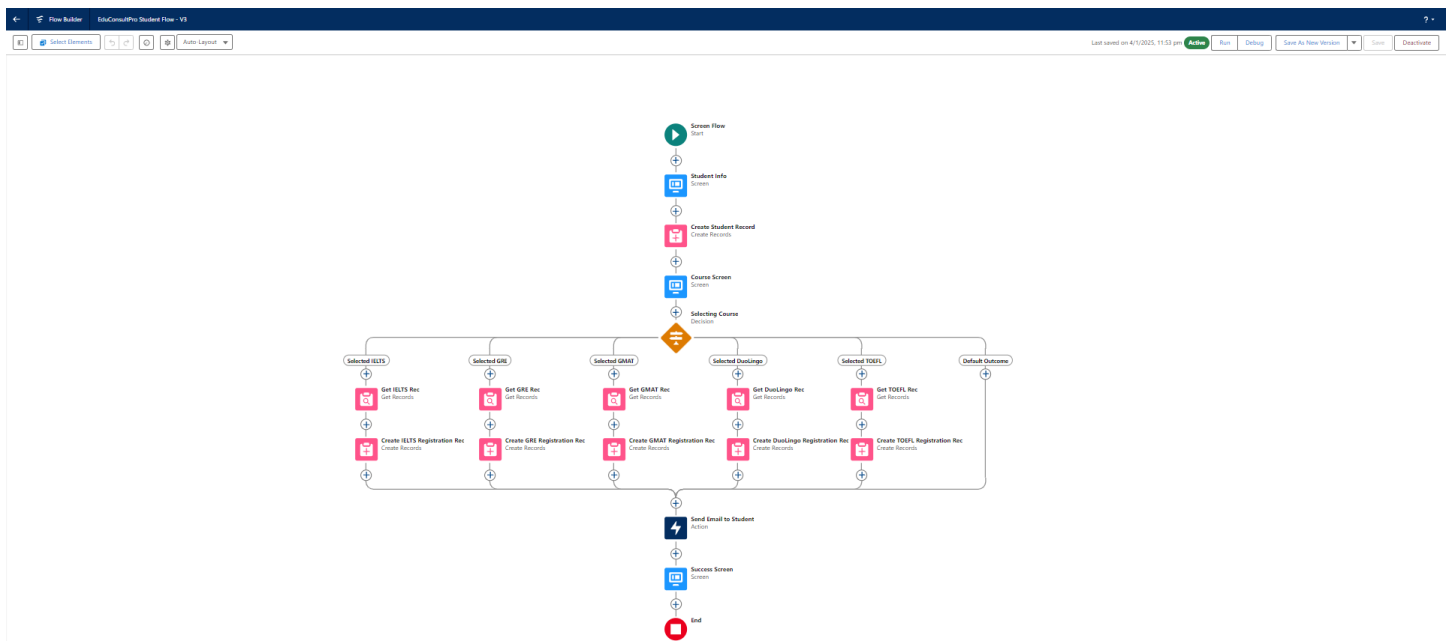 Flow Builder EduConsultPro Student Flow - V3 ?
Select Elements Auto-Layout Last saved on 4/1/2025, 11:53 pm Active Run Debug Save As New Version Save Deactivate
Screen Flow
Start
Student Info
Screen
Create Student Record
Create Records
Course Screen
Screen
Selecting Course
Decision
Selected IELTS Selected GRE Selected GMAT Selected DuoLingo Selected TOEFL Default Outcome
Get IELTS Rec Get GRE Rec Get GMAT Rec Get DuoLingo Rec Get TOEFL Rec
Get Records Get Records Get Records Get Records Get Records
Create IELTS Registration Rec Create GRE Registration Rec Create GMAT Registration Rec Create DuoLingo Registration Rec Create TOEFL Registration Rec
Create Records Create Records Create Records Create Records Create Records
Send Email to Student
Action
Success Screen
Screen
End